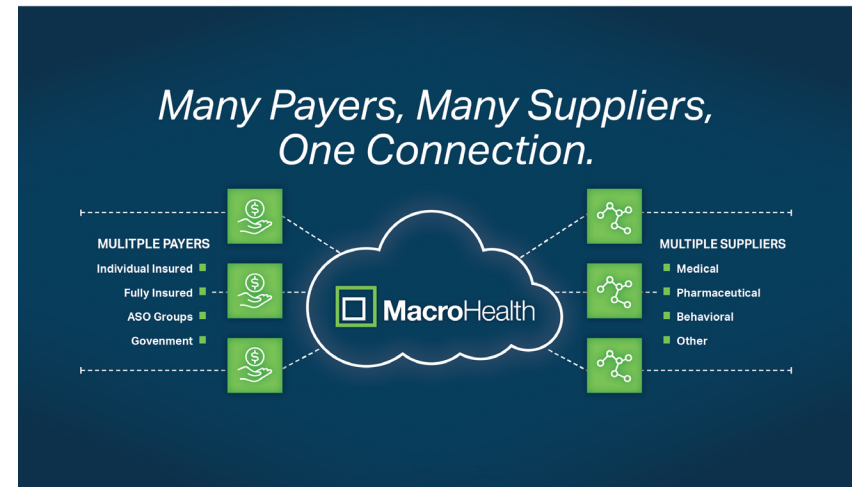 Many Payers, Many Suppliers,
One Connection.
MULITPLE PAYERS
Individual Insured
Fully Insured
ASO Groups
Govenment
MacroHealth
MULTIPLE SUPPLIERS
Medical
Pharmaceutical
Behavioral
Other